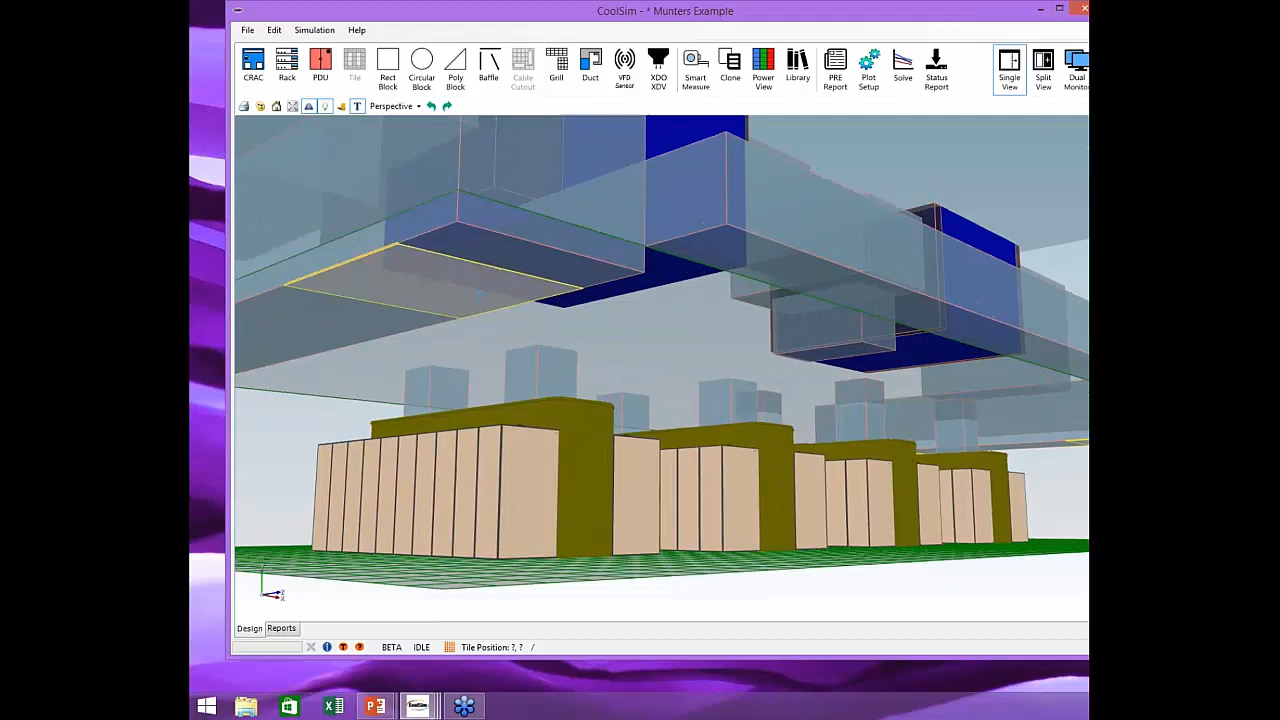 CoolSim - * Munters Example
File Edit Simulation Help
CRAC Rack PDU Tile Rect Block Circular Block Poly Block Baffle Cable Cutout Grill Duct VFD Sensor XDO XDV Smart Measure Clone Power View Library PRE Report Plot Setup Solve Status Report Single View Split View Dual
T Perspective
Z
X
Design Reports
BETA IDLE Tile Position: ?, ? /
CoolSim